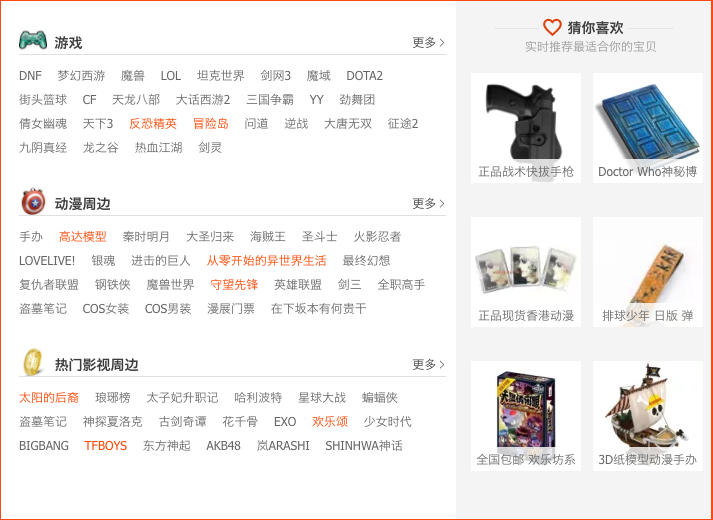 游戏 更多
DNF 梦幻西游 魔兽 LOL 坦克世界 剑网3 魔域 DOTA2
街头篮球 CF 天龙八部 大话西游2 三国争霸 YY 劲舞团
倩女幽魂 天下3 反恐精英 冒险岛 问道 逆战 大唐无双 征途2
九阴真经 龙之谷 热血江湖 剑灵
动漫周边 更多
手办 高达模型 秦时明月 大圣归来 海贼王 圣斗士 火影忍者
LOVELIVE! 银魂 进击的巨人 从零开始的异世界生活 最终幻想
复仇者联盟 钢铁侠 魔兽世界 守望先锋 英雄联盟 剑三 全职高手
盗墓笔记 COS女装 COS男装 漫展门票 在下坂本有何贵干
热门影视周边 更多
太阳的后裔 琅琊榜 太子妃升职记 哈利波特 星球大战 蝙蝠侠
盗墓笔记 神探夏洛克 古剑奇谭 花千骨 EXO 欢乐颂 少女时代
BIGBANG TFBOYS 东方神起 AKB48 岚ARASHI SHINHWA神话
猜你喜欢
实时推荐最适合你的宝贝
正品战术快拔手枪
Doctor Who神秘博
正品现货香港动漫
排球少年 日版 弹
全国包邮 欢乐坊系
3D纸模型动漫手办